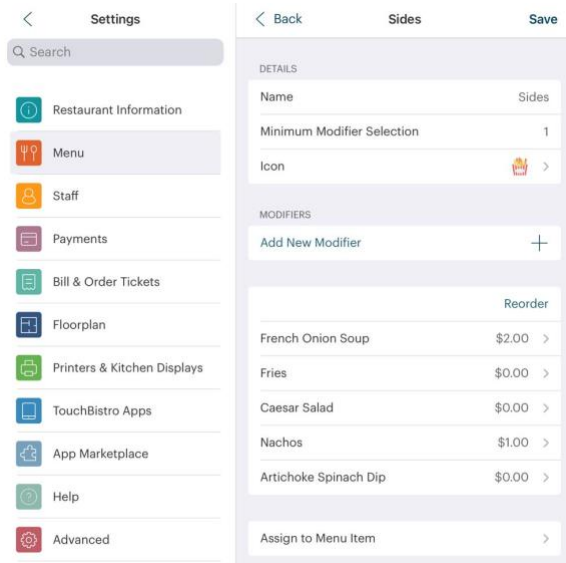 Settings
Search
Restaurant Information
Menu
Staff
Payments
Bill & Order Tickets
Floorplan
Printers & Kitchen Displays
TouchBistro Apps
App Marketplace
Help
Advanced
Back Sides Save
DETAILS
Name Sides
Minimum Modifier Selection 1
Icon
MODIFIERS
Add New Modifier
Reorder
French Onion Soup $2.00
Fries $0.00
Caesar Salad $0.00
Nachos $1.00
Artichoke Spinach Dip $0.00
Assign to Menu Item